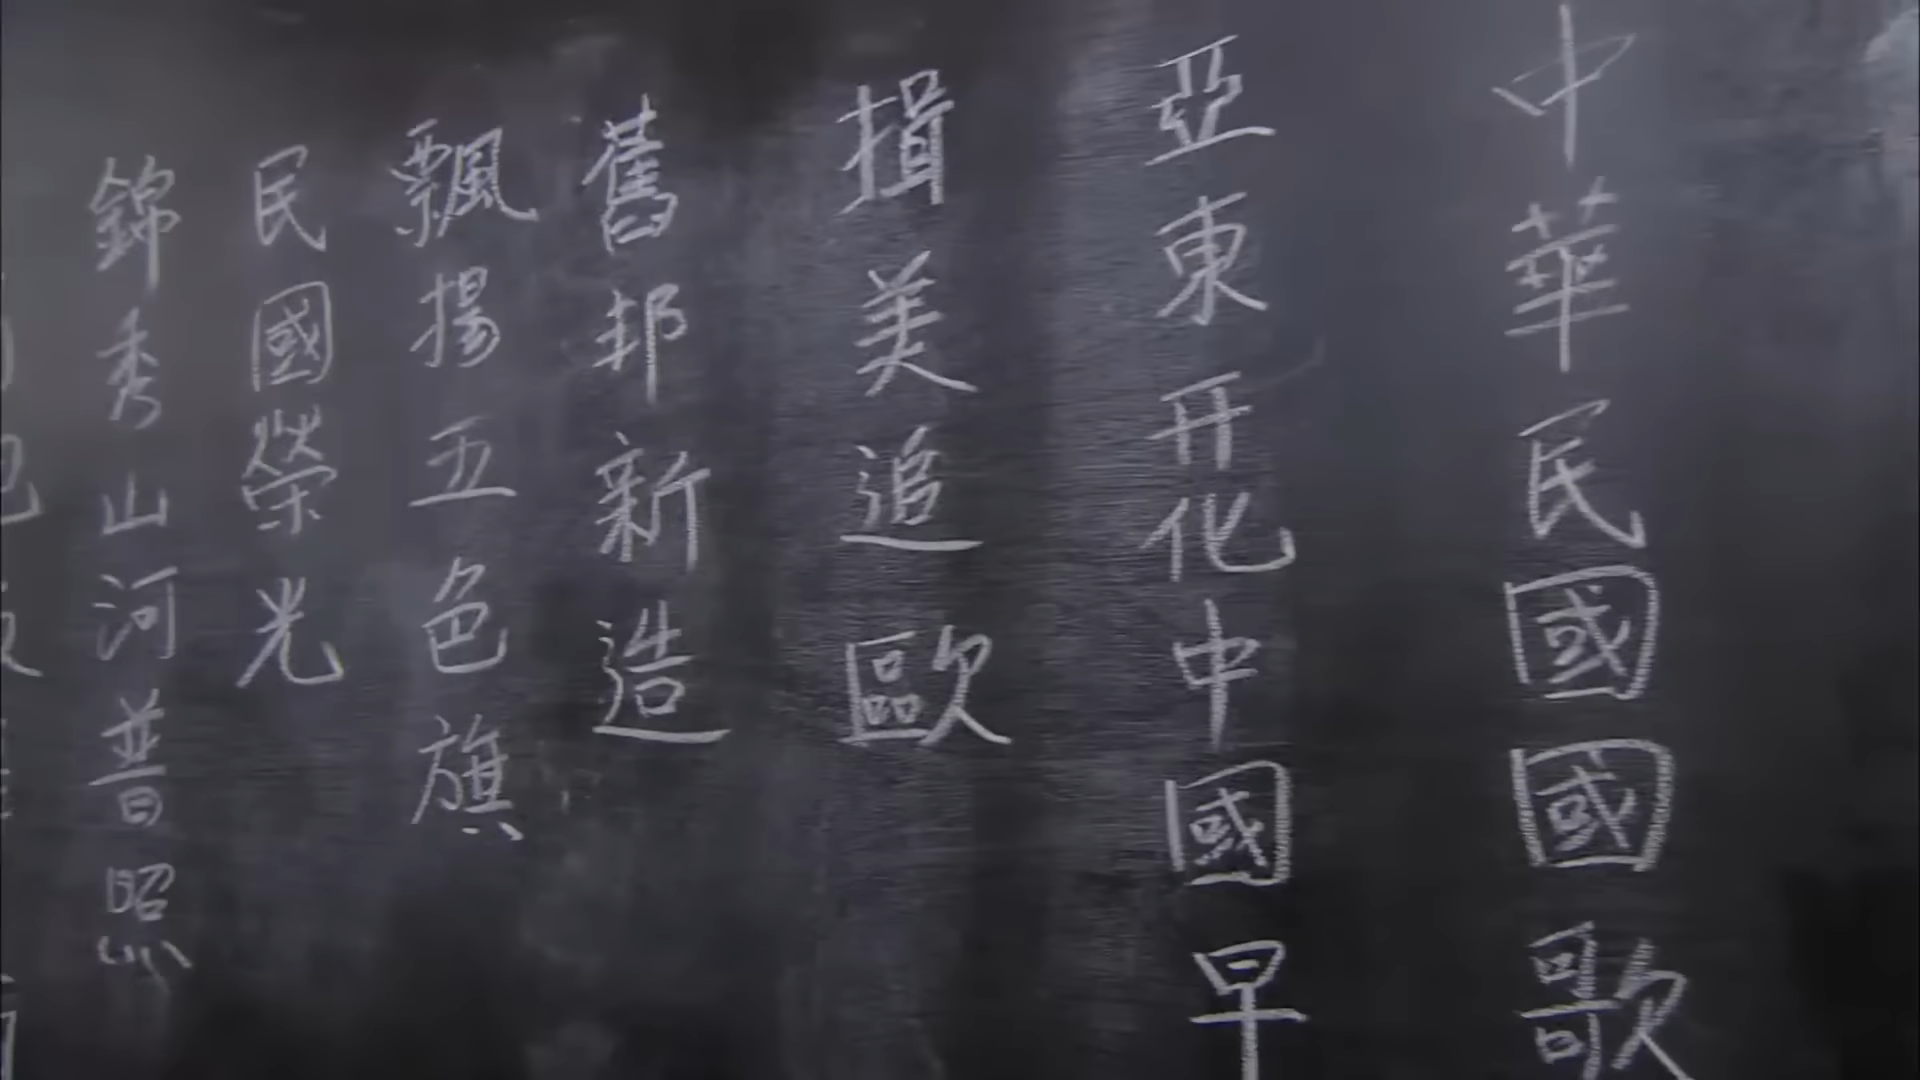 中華民國國歌
亞東开化中國早
揖美追歐
舊邦新造
飄揚五色旗
民國榮光
錦秀山河普照